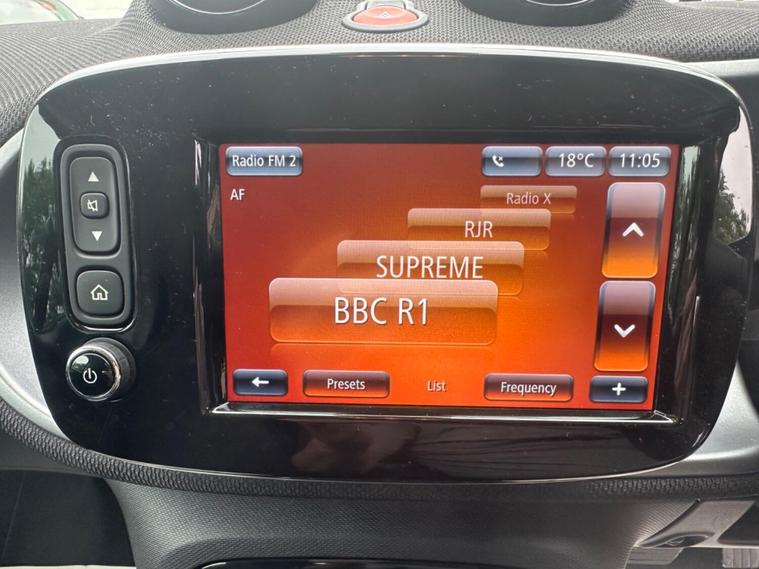 Radio FM 2
18°C
11:05
AF
Radio X
RJR
SUPREME
BBC R1
Presets
List
Frequency